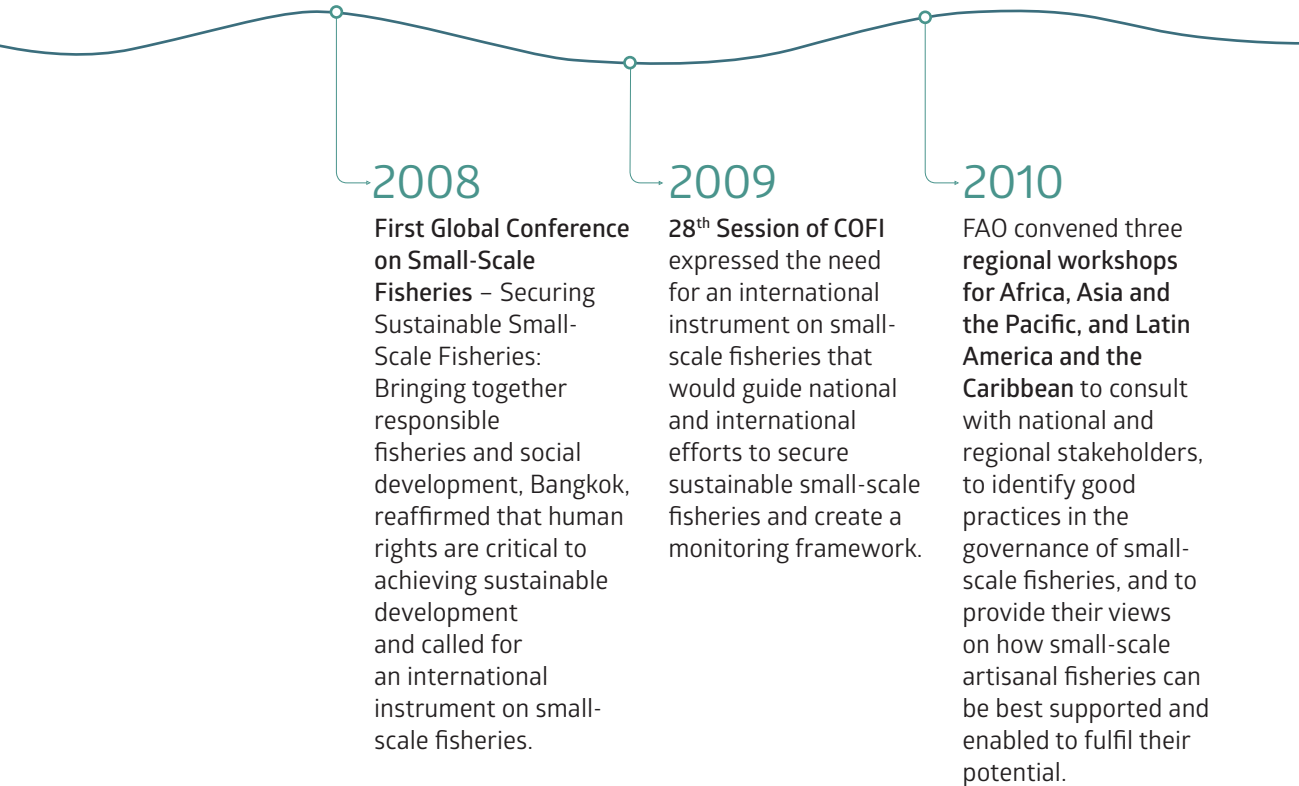 2008
First Global Conference
on Small-Scale
Fisheries – Securing
Sustainable Small-
Scale Fisheries:
Bringing together
responsible
fisheries and social
development, Bangkok,
reaffirmed that human
rights are critical to
achieving sustainable
development
and called for
an international
instrument on small-
scale fisheries.
2009
28th Session of COFI
expressed the need
for an international
instrument on small-
scale fisheries that
would guide national
and international
efforts to secure
sustainable small-scale
fisheries and create a
monitoring framework.
2010
FAO convened three
regional workshops
for Africa, Asia and
the Pacific, and Latin
America and the
Caribbean to consult
with national and
regional stakeholders,
to identify good
practices in the
governance of small-
scale fisheries, and to
provide their views
on how small-scale
artisanal fisheries can
be best supported and
enabled to fulfil their
potential.